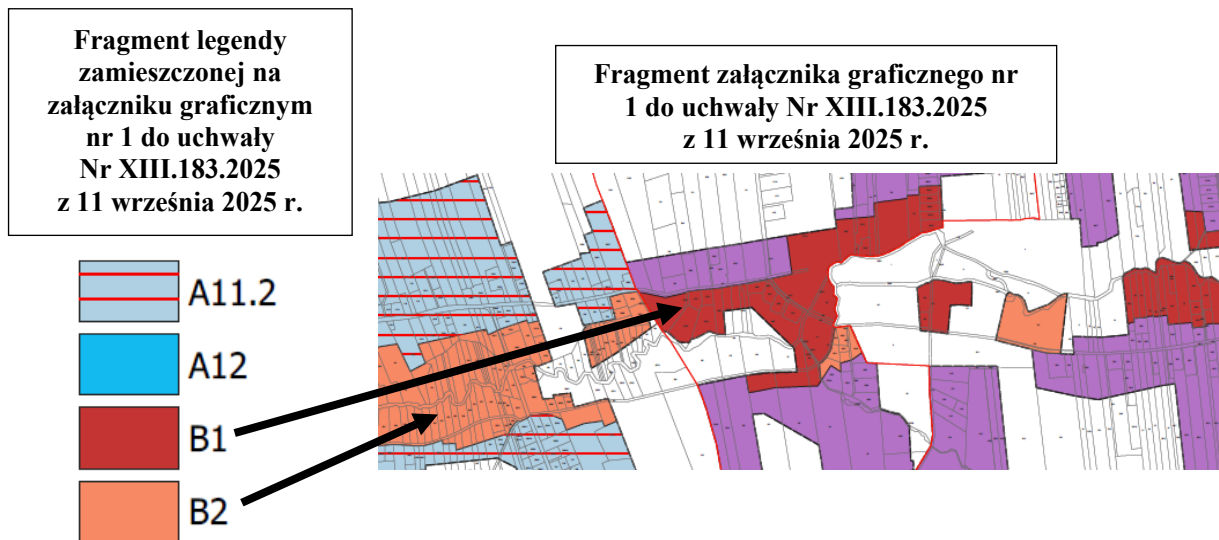 Fragment legendy
zamieszczonej na
załączniku graficznym
nr 1 do uchwały
Nr XIII.183.2025
z 11 września 2025 r.
Fragment załącznika graficznego nr
1 do uchwały Nr XIII.183.2025
z 11 września 2025 r.
A11.2
A12
B1
B2